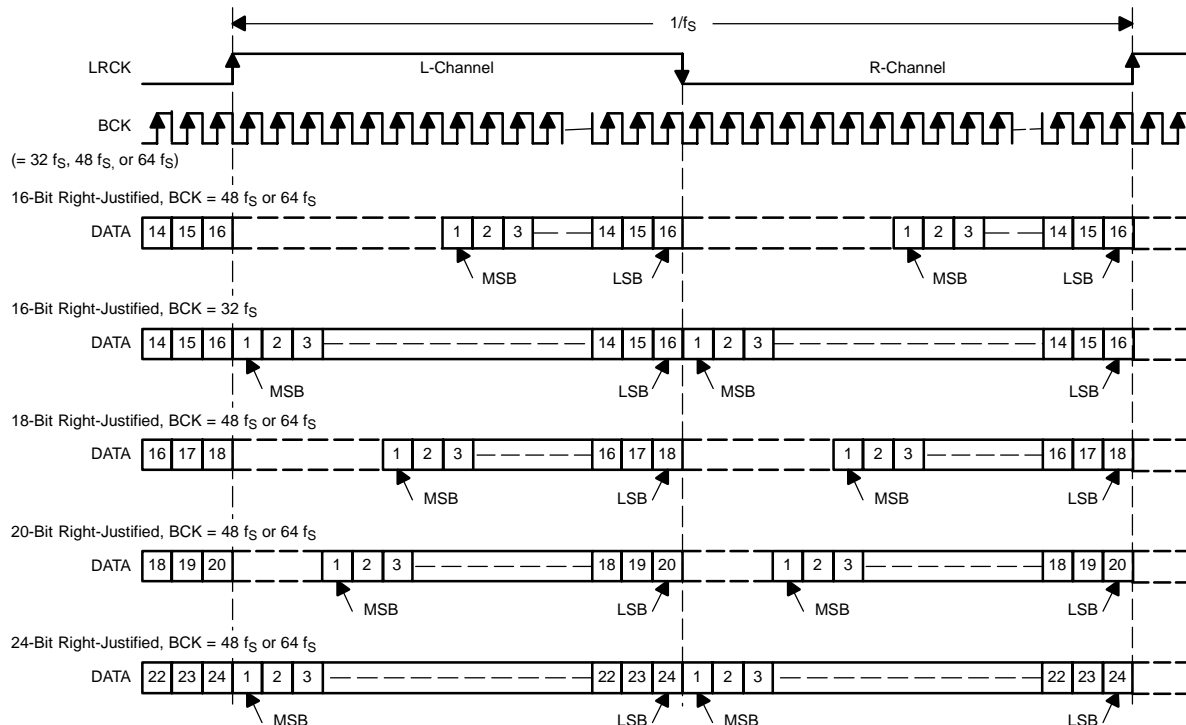 1/fS
LRCK L-Channel R-Channel
BCK
(= 32 fS, 48 fS, or 64 fS)
16-Bit Right-Justified, BCK = 48 fS or 64 fS
DATA 14 15 16 1 2 3 14 15 16 1 2 3 14 15 16
MSB LSB MSB LSB
16-Bit Right-Justified, BCK = 32 fS
DATA 14 15 16 1 2 3 14 15 16 1 2 3 14 15 16
MSB LSB MSB LSB
18-Bit Right-Justified, BCK = 48 fS or 64 fS
DATA 16 17 18 1 2 3 16 17 18 1 2 3 16 17 18
MSB LSB MSB LSB
20-Bit Right-Justified, BCK = 48 fS or 64 fS
DATA 18 19 20 1 2 3 18 19 20 1 2 3 18 19 20
MSB LSB MSB LSB
24-Bit Right-Justified, BCK = 48 fS or 64 fS
DATA 22 23 24 1 2 3 22 23 24 1 2 3 22 23 24
MSB LSB MSB LSB